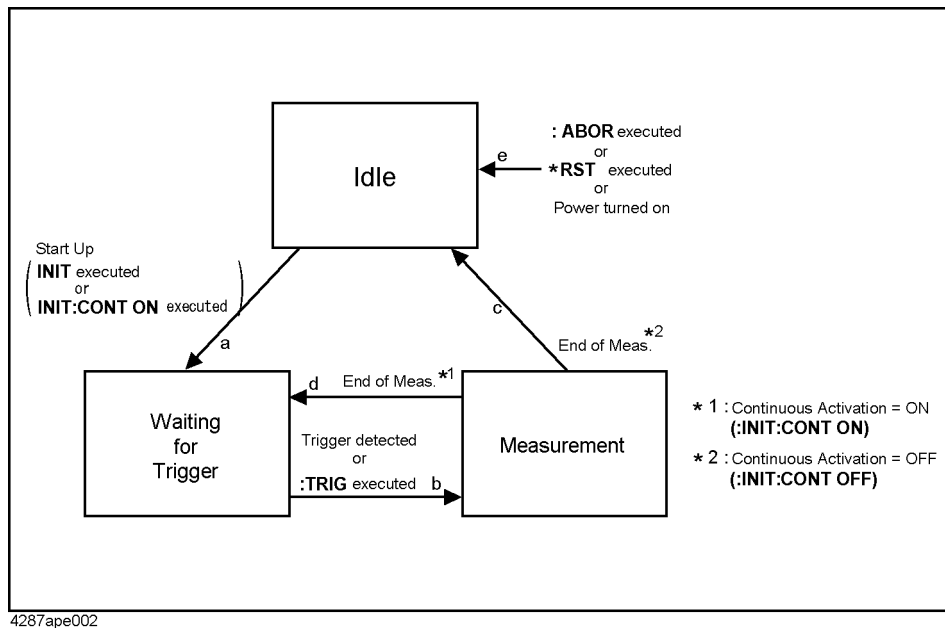 : ABOR executed
or
*RST executed
or
Power turned on
e
Idle
Start Up
INIT executed
or
INIT:CONT ON executed
a
c
End of Meas.*2
d End of Meas.*1
Waiting
for
Trigger
Trigger detected
or
:TRIG executed b
Measurement
* 1 : Continuous Activation = ON
(:INIT:CONT ON)
* 2 : Continuous Activation = OFF
(:INIT:CONT OFF)
4287ape002